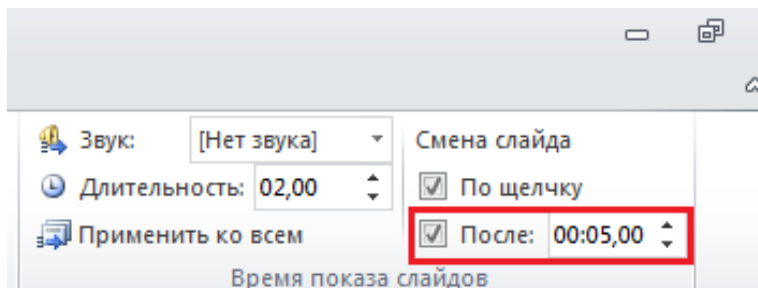 Звук: [Нет звука] Смена слайда
Длительность: 02,00 По щелчку
Применить ко всем После: 00:05,00
Время показа слайдов